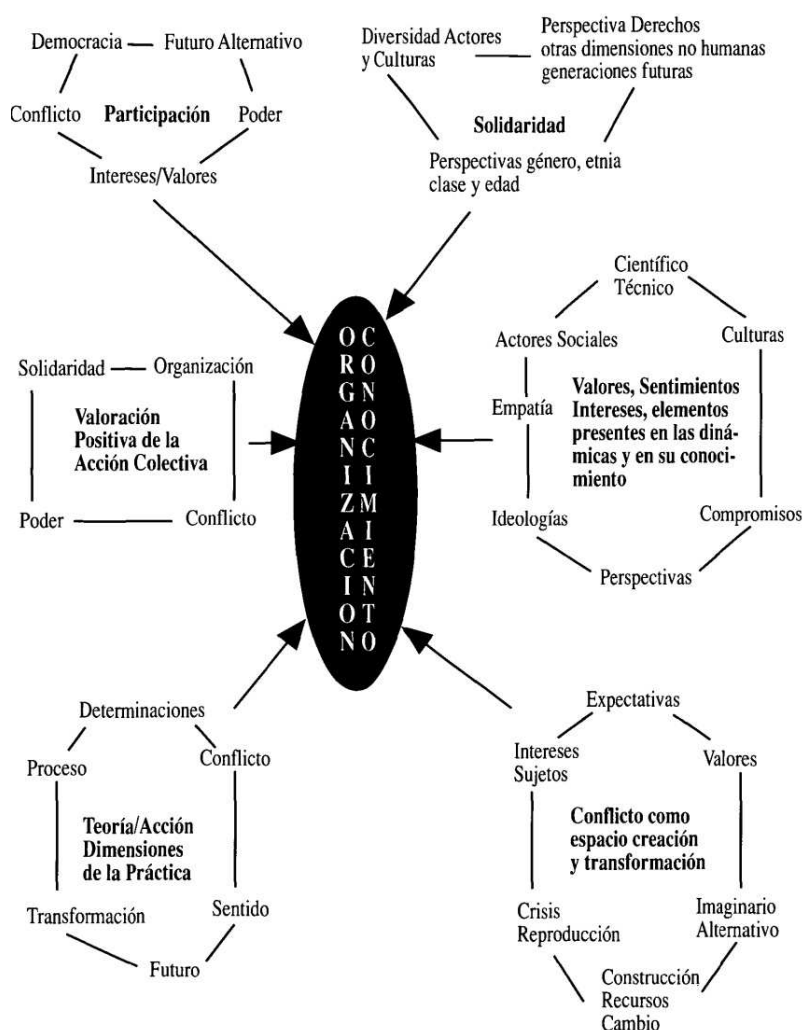 Democracia
Futuro Alternativo
Conflicto
Participación
Poder
Intereses/Valores
Diversidad Actores
y Culturas
Perspectiva Derechos
otras dimensiones no humanas
generaciones futuras
Solidaridad
Perspectivas género, etnia
clase y edad
Solidaridad
Organización
Valoración
Positiva de la
Acción Colectiva
Poder
Conflicto
ORGANIZACION
CONOCIMIENTO
Científico
Técnico
Actores Sociales
Culturas
Empatía
Valores, Sentimientos
Intereses, elementos
presentes en las diná-
micas y en su conoci-
miento
Ideologías
Compromisos
Perspectivas
Determinaciones
Proceso
Conflicto
Teoría/Acción
Dimensiones
de la Práctica
Transformación
Sentido
Futuro
Expectativas
Intereses
Sujetos
Valores
Conflicto como
espacio creación
y transformación
Crisis
Reproducción
Imaginario
Alternativo
Construcción
Recursos
Cambio